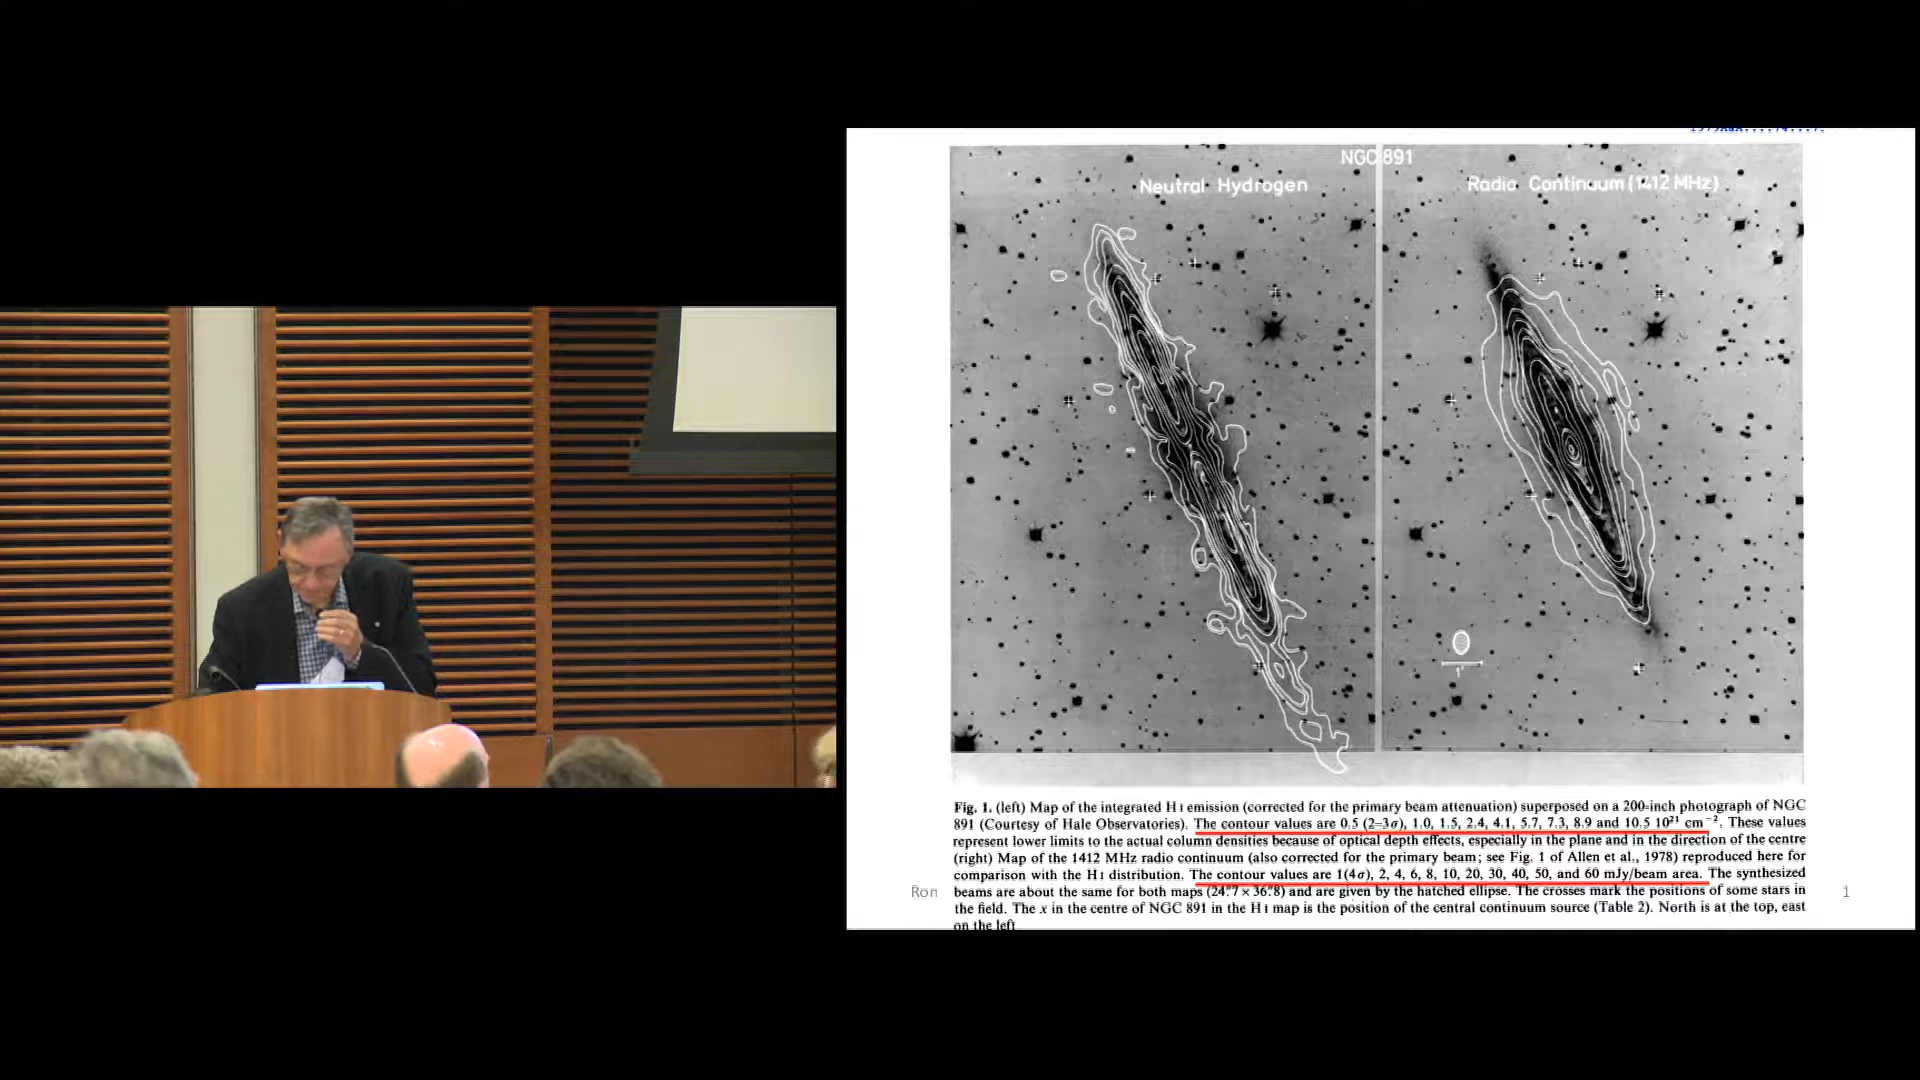 NGC 891
Neutral Hydrogen
Radio Continuum (1412 MHz)
1'
Fig. 1. (left) Map of the integrated H I emission (corrected for the primary beam attenuation) superposed on a 200-inch photograph of NGC
891 (Courtesy of Hale Observatories). The contour values are 0.5 (2–3σ), 1.0, 1.5, 2.4, 4.1, 5.7, 7.3, 8.9 and 10.5 10²¹ cm⁻². These values
represent lower limits to the actual column densities because of optical depth effects, especially in the plane and in the direction of the centre
(right) Map of the 1412 MHz radio continuum (also corrected for the primary beam; see Fig. 1 of Allen et al., 1978) reproduced here for
comparison with the H I distribution. The contour values are 1(4σ), 2, 4, 6, 8, 10, 20, 30, 40, 50, and 60 mJy/beam area. The synthesized
beams are about the same for both maps (24."7 × 36."8) and are given by the hatched ellipse. The crosses mark the positions of some stars in
the field. The x in the centre of NGC 891 in the H I map is the position of the central continuum source (Table 2). North is at the top, east
on the left
Ron
1